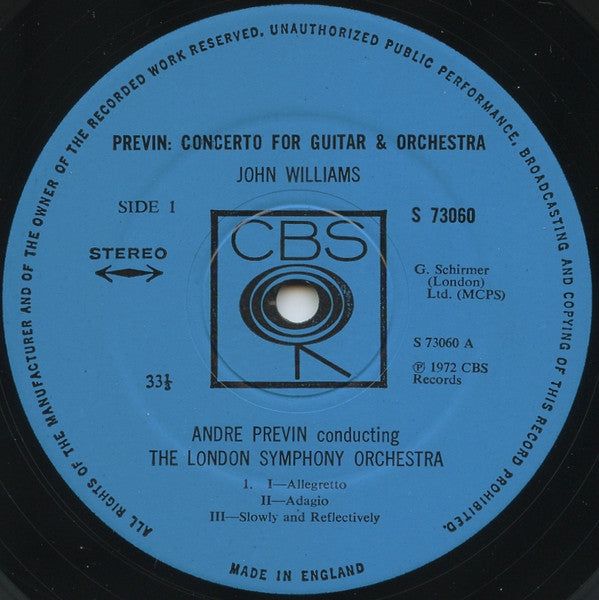 ALL RIGHTS OF THE MANUFACTURER AND OF THE OWNER OF THE RECORDED WORK RESERVED, UNAUTHORIZED PUBLIC PERFORMANCE, BROADCASTING AND COPYING OF THIS RECORD PROHIBITED.
PREVIN: CONCERTO FOR GUITAR & ORCHESTRA
JOHN WILLIAMS
SIDE 1
S 73060
CBS
STEREO
G. Schirmer
(London)
Ltd. (MCPS)
S 73060 A
33⅓
Ⓟ 1972 CBS
Records
ANDRE PREVIN conducting
THE LONDON SYMPHONY ORCHESTRA
1. I—Allegretto
II—Adagio
III—Slowly and Reflectively
MADE IN ENGLAND